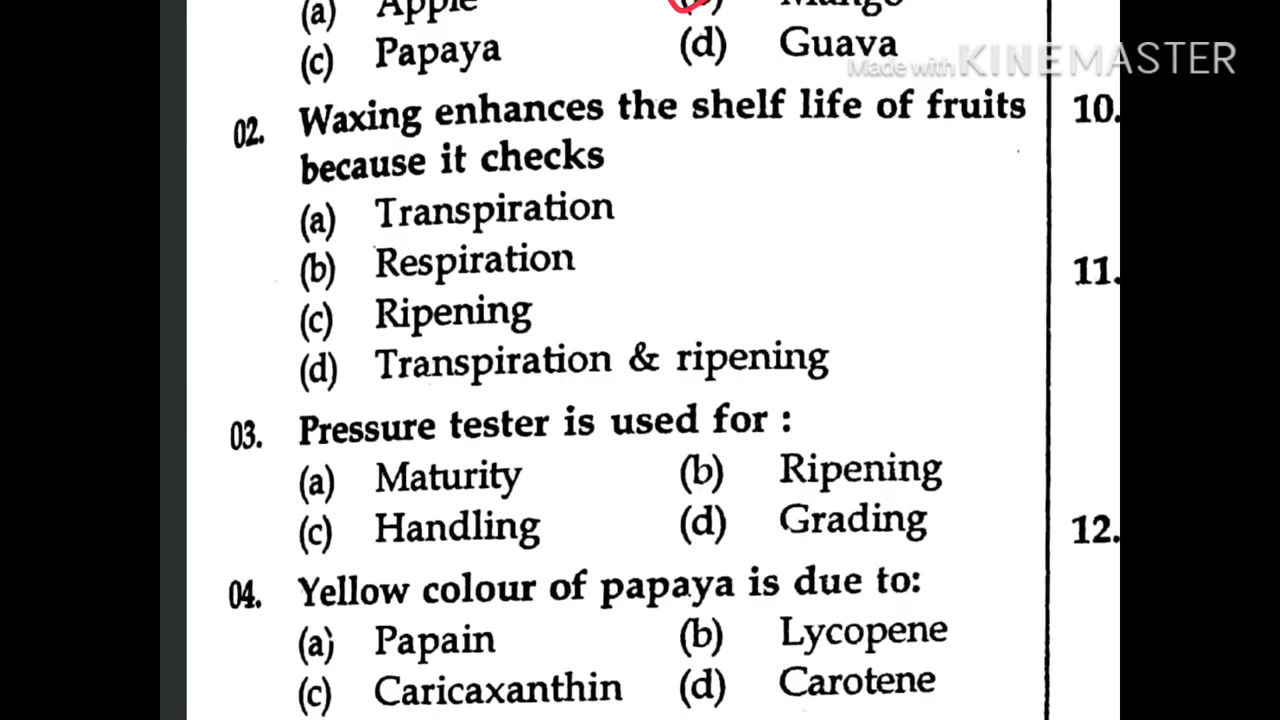 (a) Apple (b) Mango
(c) Papaya (d) Guava
Made with KINEMASTER
02. Waxing enhances the shelf life of fruits
because it checks
(a) Transpiration
(b) Respiration
(c) Ripening
(d) Transpiration & ripening
03. Pressure tester is used for :
(a) Maturity (b) Ripening
(c) Handling (d) Grading
04. Yellow colour of papaya is due to:
(a) Papain (b) Lycopene
(c) Caricaxanthin (d) Carotene
10.
11.
12.